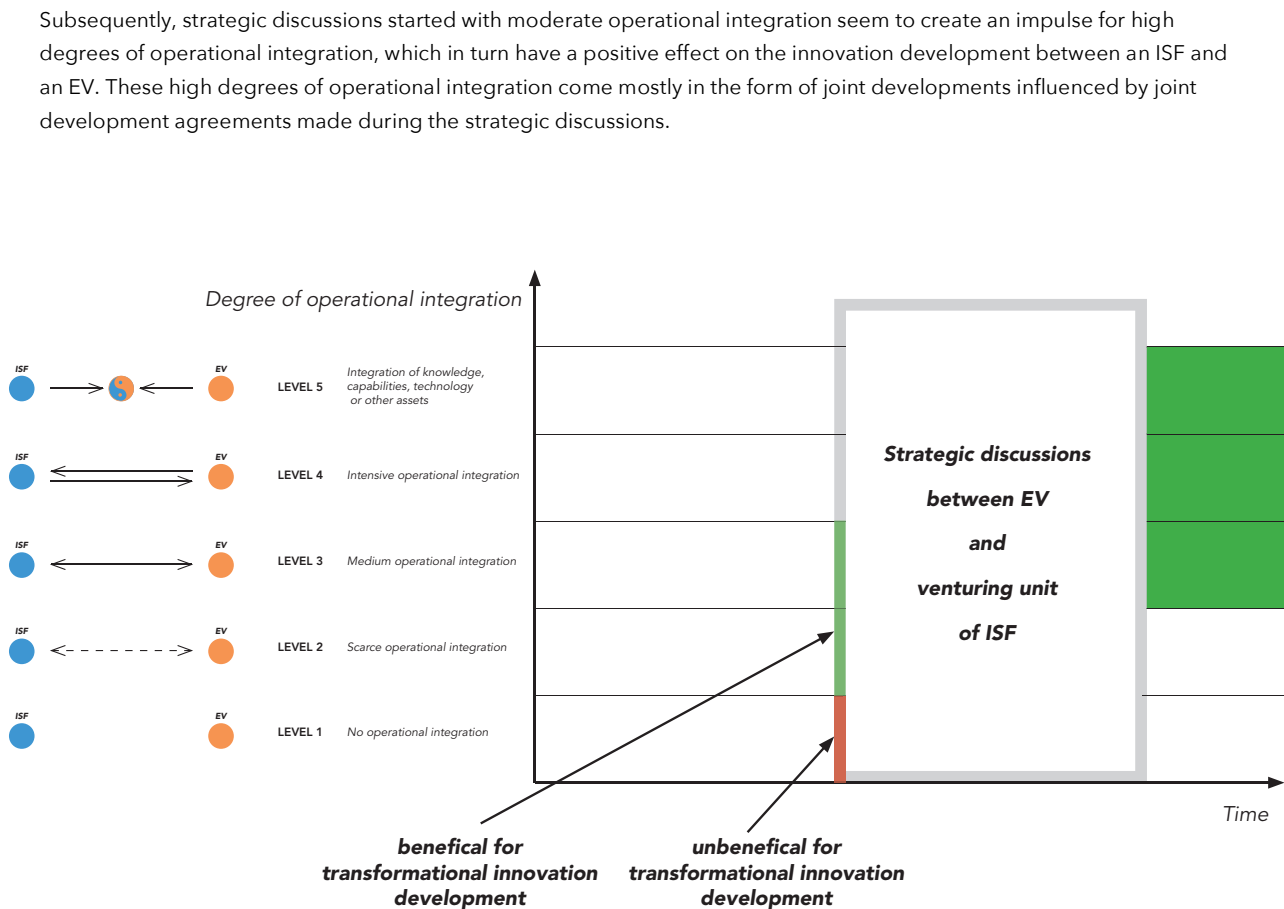 Subsequently, strategic discussions started with moderate operational integration seem to create an impulse for high
degrees of operational integration, which in turn have a positive effect on the innovation development between an ISF and
an EV. These high degrees of operational integration come mostly in the form of joint developments influenced by joint
development agreements made during the strategic discussions.
Degree of operational integration
ISF
EV
LEVEL 5
Integration of knowledge,
capabilities, technology
or other assets
ISF
EV
LEVEL 4
Intensive operational integration
ISF
EV
LEVEL 3
Medium operational integration
ISF
EV
LEVEL 2
Scarce operational integration
ISF
EV
LEVEL 1
No operational integration
Strategic discussions
between EV
and
venturing unit
of ISF
Time
benefical for
transformational innovation
development
unbenefical for
transformational innovation
development